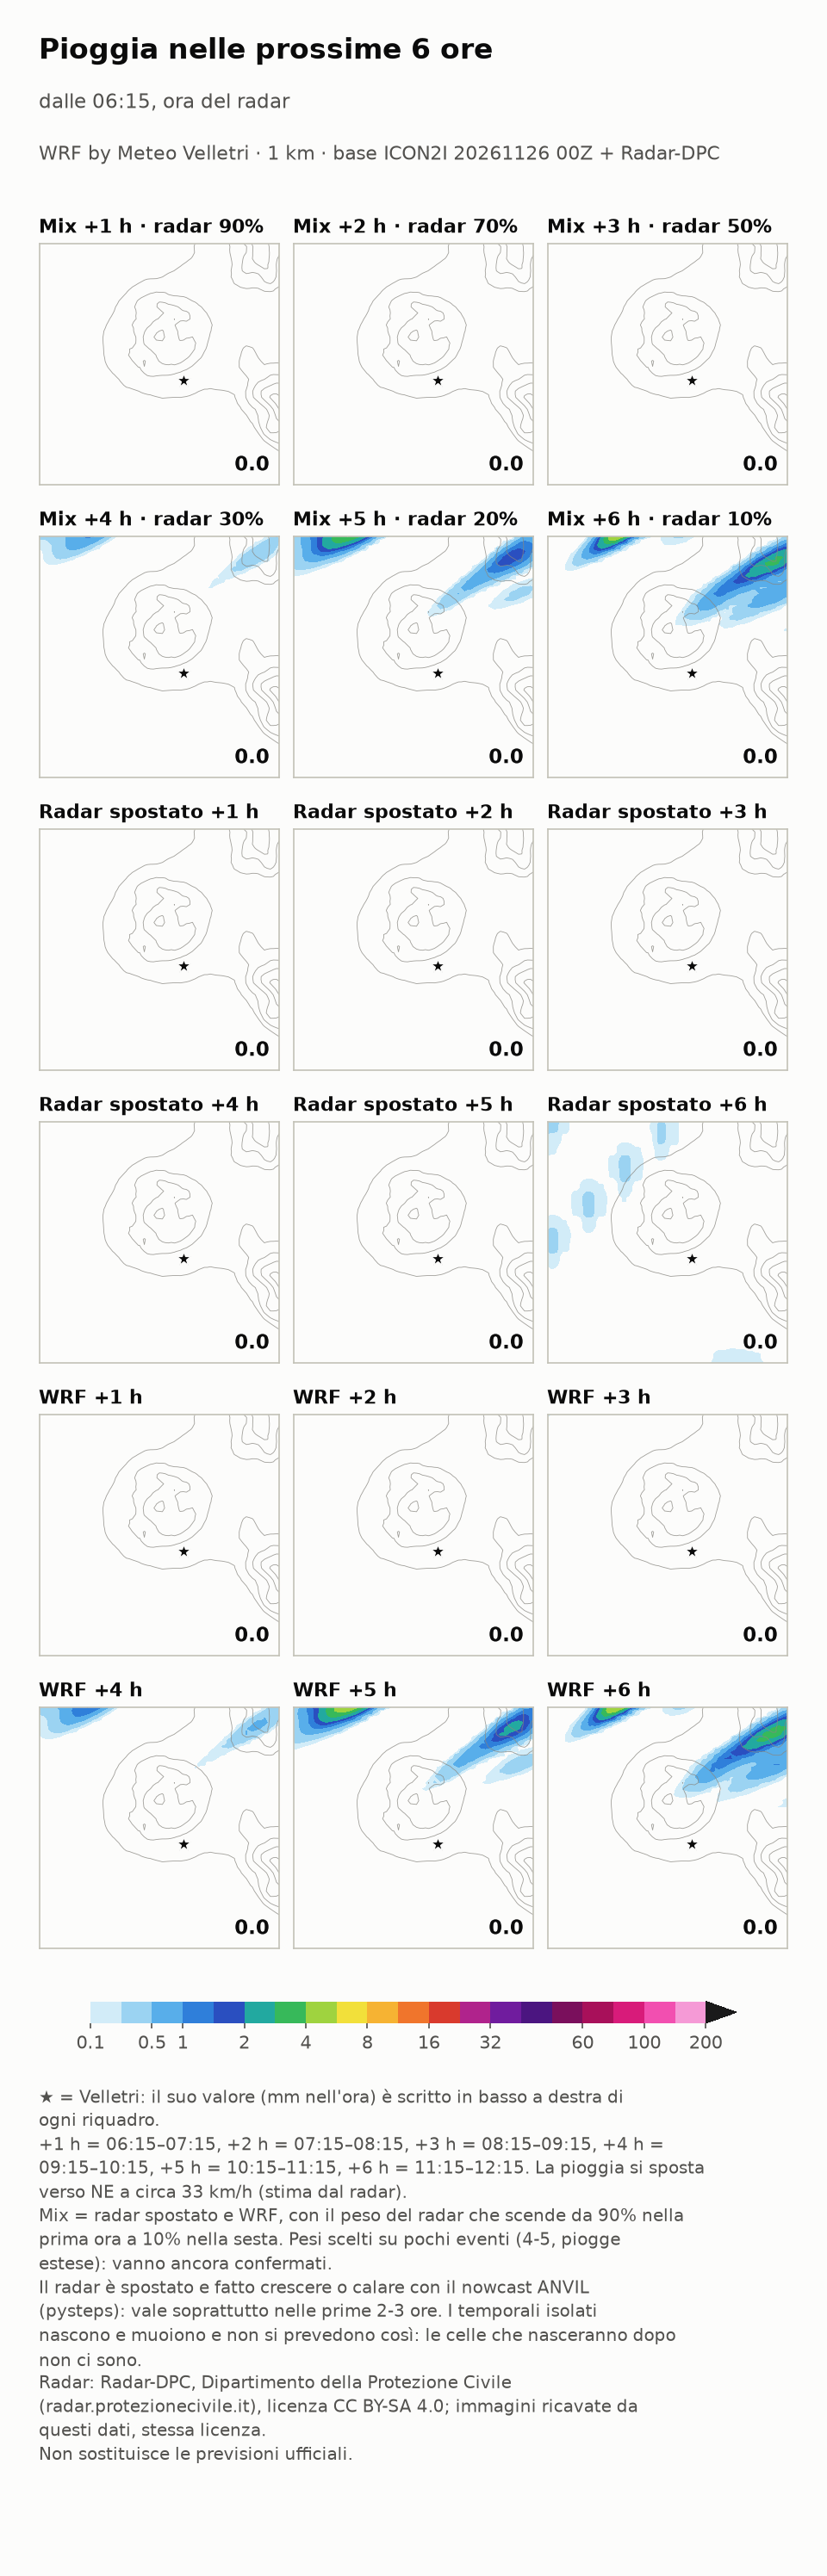 Pioggia nelle prossime 6 ore
dalle 06:15, ora del radar
WRF by Meteo Velletri · 1 km · base ICON2I 20261126 00Z + Radar-DPC
Mix +1 h · radar 90%
Mix +2 h · radar 70%
Mix +3 h · radar 50%
0.0
0.0
0.0
Mix +4 h · radar 30%
Mix +5 h · radar 20%
Mix +6 h · radar 10%
0.0
0.0
0.0
Radar spostato +1 h
Radar spostato +2 h
Radar spostato +3 h
0.0
0.0
0.0
Radar spostato +4 h
Radar spostato +5 h
Radar spostato +6 h
0.0
0.0
0.0
WRF +1 h
WRF +2 h
WRF +3 h
0.0
0.0
0.0
WRF +4 h
WRF +5 h
WRF +6 h
0.0
0.0
0.0
0.1 0.5 1 2 4 8 16 32 60 100 200
★ = Velletri: il suo valore (mm nell'ora) è scritto in basso a destra di
ogni riquadro.
+1 h = 06:15–07:15, +2 h = 07:15–08:15, +3 h = 08:15–09:15, +4 h =
09:15–10:15, +5 h = 10:15–11:15, +6 h = 11:15–12:15. La pioggia si sposta
verso NE a circa 33 km/h (stima dal radar).
Mix = radar spostato e WRF, con il peso del radar che scende da 90% nella
prima ora a 10% nella sesta. Pesi scelti su pochi eventi (4-5, piogge
estese): vanno ancora confermati.
Il radar è spostato e fatto crescere o calare con il nowcast ANVIL
(pysteps): vale soprattutto nelle prime 2-3 ore. I temporali isolati
nascono e muoiono e non si prevedono così: le celle che nasceranno dopo
non ci sono.
Radar: Radar-DPC, Dipartimento della Protezione Civile
(radar.protezionecivile.it), licenza CC BY-SA 4.0; immagini ricavate da
questi dati, stessa licenza.
Non sostituisce le previsioni ufficiali.